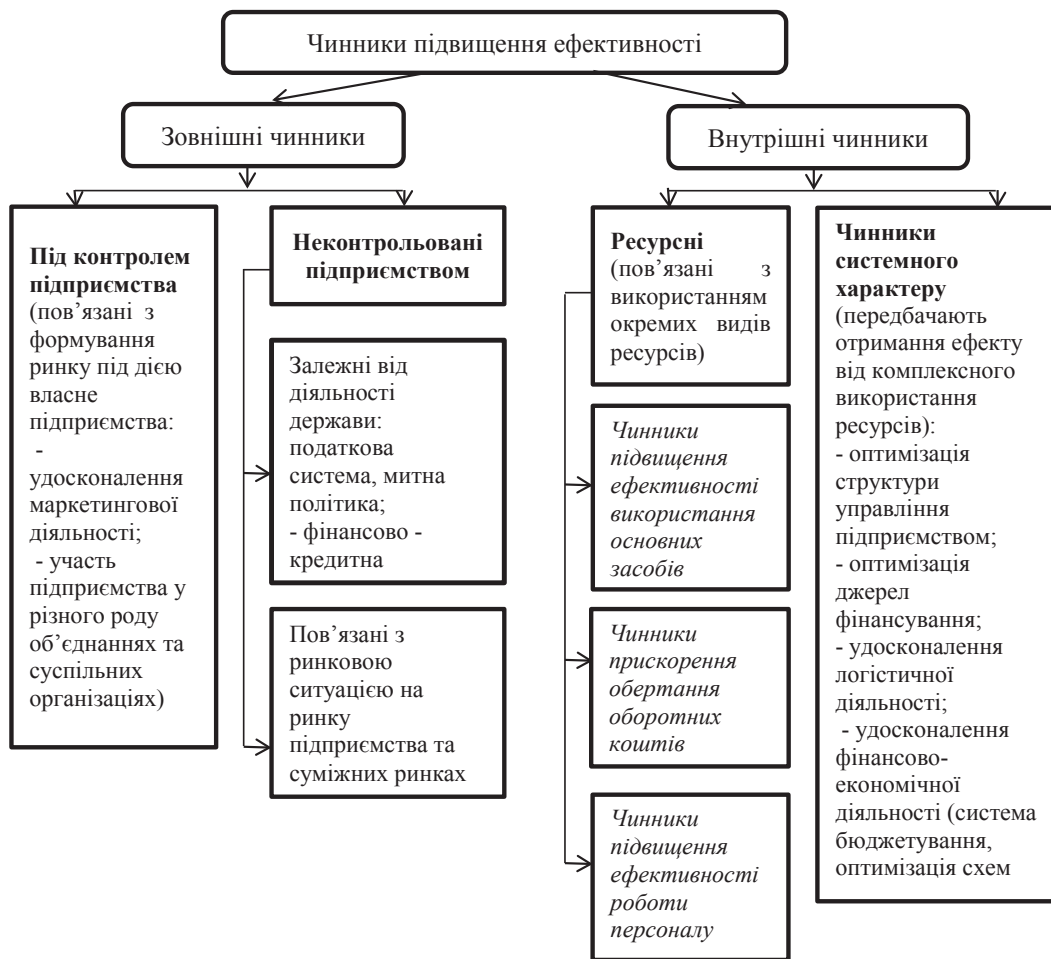 Чинники підвищення ефективності
Зовнішні чинники
Внутрішні чинники
Під контролем
підприємства
(пов’язані з
формування
ринку під дією
власне
підприємства:
-
удосконалення
маркетингової
діяльності;
- участь
підприємства у
різного роду
об’єднаннях та
суспільних
організаціях)
Неконтрольовані
підприємством
Залежні від
діяльності
держави:
податкова
система, митна
політика;
- фінансово -
кредитна
Пов’язані з
ринковою
ситуацією на
ринку
підприємства та
суміжних ринках
Ресурсні
(пов’язані з
використанням
окремих видів
ресурсів)
Чинники
підвищення
ефективності
використання
основних
засобів
Чинники
прискорення
обертання
оборотних
коштів
Чинники
підвищення
ефективності
роботи
персоналу
Чинники
системного
характеру
(передбачають
отримання ефекту
від комплексного
використання
ресурсів):
- оптимізація
структури
управління
підприємством;
- оптимізація
джерел
фінансування;
- удосконалення
логістичної
діяльності;
- удосконалення
фінансово-
економічної
діяльності (система
бюджетування,
оптимізація схем